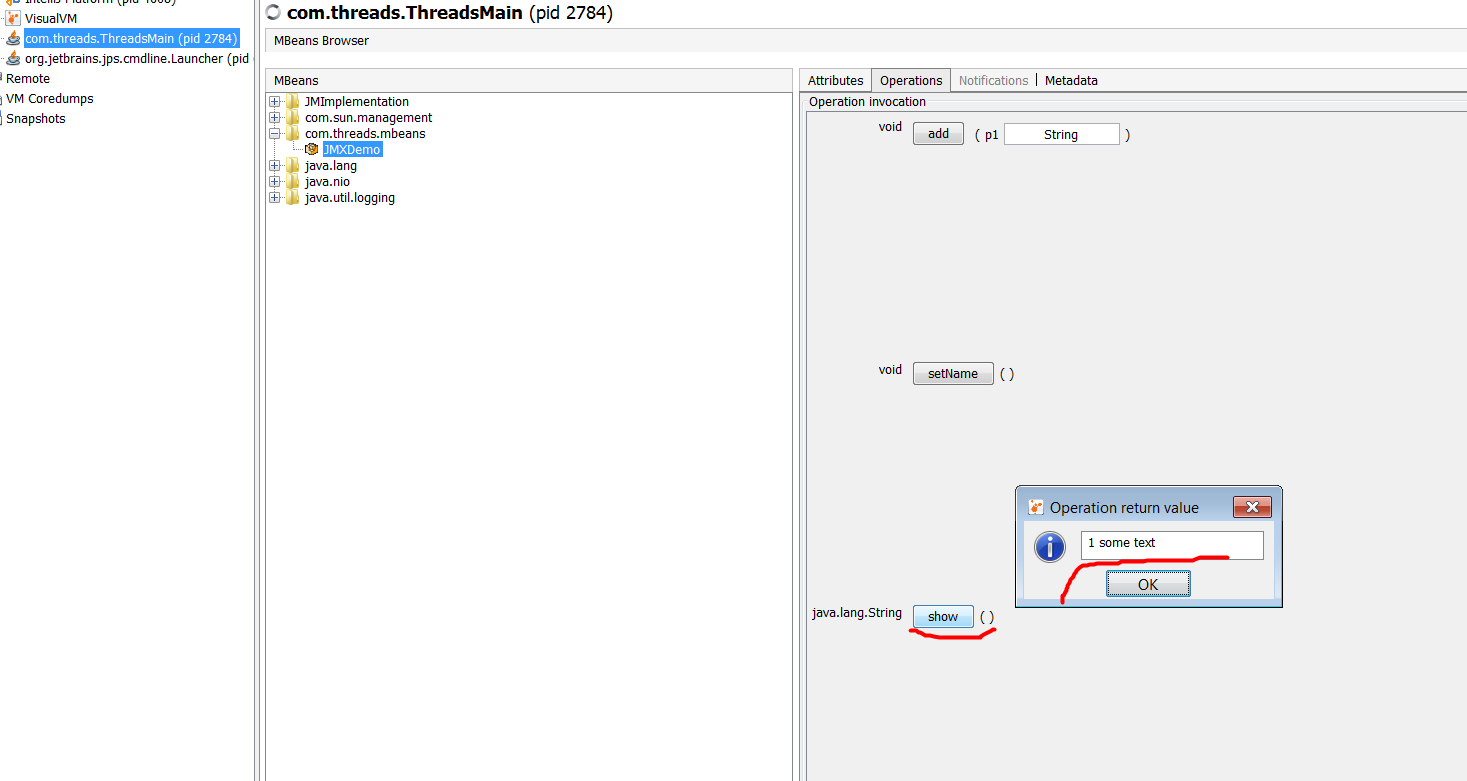 IntelliJ Platform (pid 4008)
VisualVM
com.threads.ThreadsMain (pid 2784)
org.jetbrains.jps.cmdline.Launcher (pid
Remote
VM Coredumps
Snapshots
com.threads.ThreadsMain (pid 2784)
MBeans Browser
MBeans
JMImplementation
com.sun.management
com.threads.mbeans
JMXDemo
java.lang
java.nio
java.util.logging
Attributes Operations Notifications Metadata
Operation invocation
void add ( p1 String )
void setName ( )
Operation return value
1 some text
OK
java.lang.String show ( )